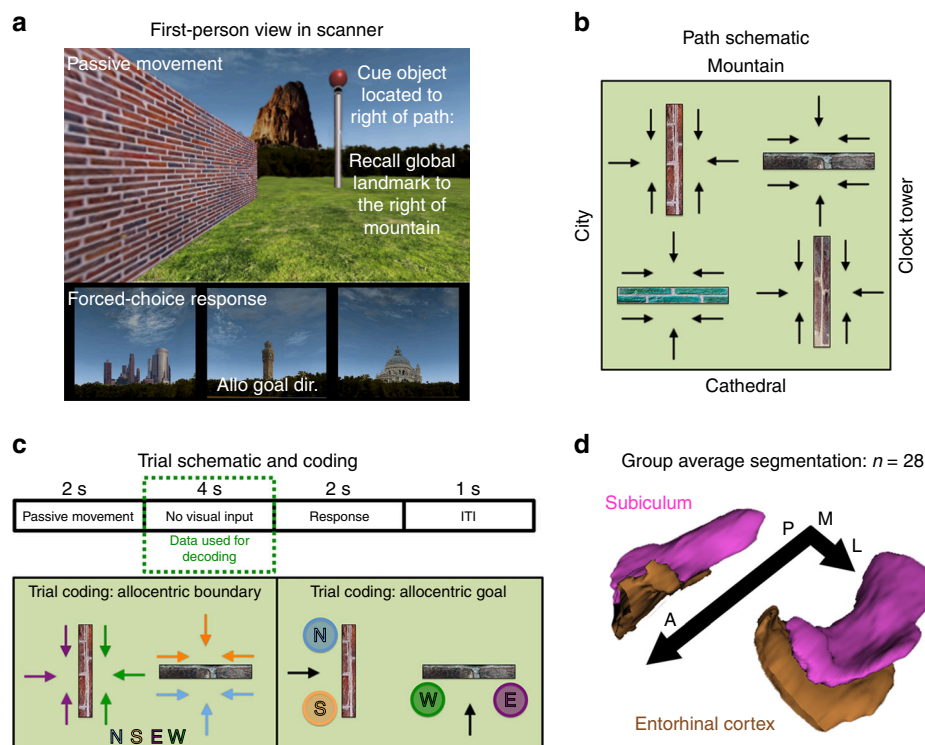 a
First-person view in scanner
Passive movement
Cue object
located to
right of path:
Recall global
landmark to
the right of
mountain
Forced-choice response
Allo goal dir.
b
Path schematic
Mountain
City
Clock tower
Cathedral
c
Trial schematic and coding
2 s
4 s
2 s
1 s
Passive movement
No visual input
Response
ITI
Data used for
decoding
Trial coding: allocentric boundary
N S E W
Trial coding: allocentric goal
N
S
W
E
d
Group average segmentation: n = 28
Subiculum
P
M
L
A
Entorhinal cortex